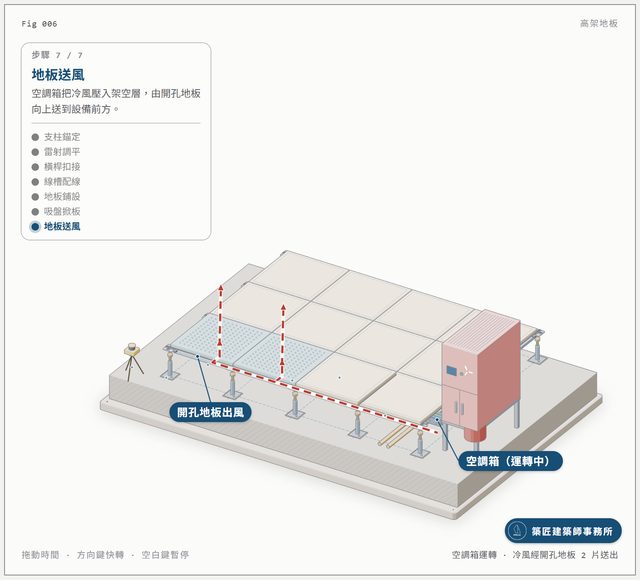 Fig 006
高架地板
步驟 7 / 7
地板送風
空調箱把冷風壓入架空層，由開孔地板
向上送到設備前方。
支柱錨定
雷射調平
橫桿扣接
線槽配線
地板鋪設
吸盤掀板
地板送風
開孔地板出風
空調箱（運轉中）
築匠建築師事務所
拖動時間 · 方向鍵快轉 · 空白鍵暫停
空調箱運轉 · 冷風經開孔地板 2 片送出